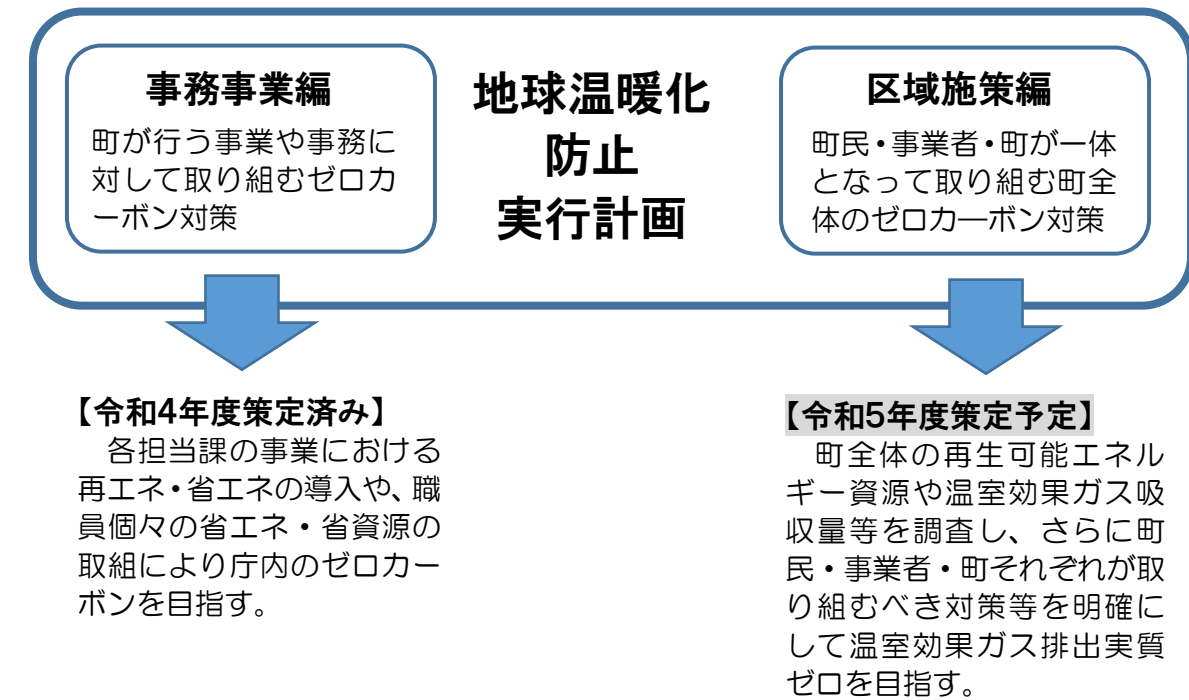 事務事業編
町が行う事業や事務に
対して取り組むゼロカ
ーボン対策
地球温暖化
防止
実行計画
区域施策編
町民・事業者・町が一体
となって取り組む町全
体のゼロカ―ボン対策
【令和4年度策定済み】
各担当課の事業における
再エネ・省エネの導入や、職
員個々の省エネ・省資源の
取組により庁内のゼロカー
ボンを目指す。
【令和5年度策定予定】
町全体の再生可能エネル
ギー資源や温室効果ガス吸
収量等を調査し、さらに町
民・事業者・町それぞれが取
り組むべき対策等を明確に
して温室効果ガス排出実質
ゼロを目指す。